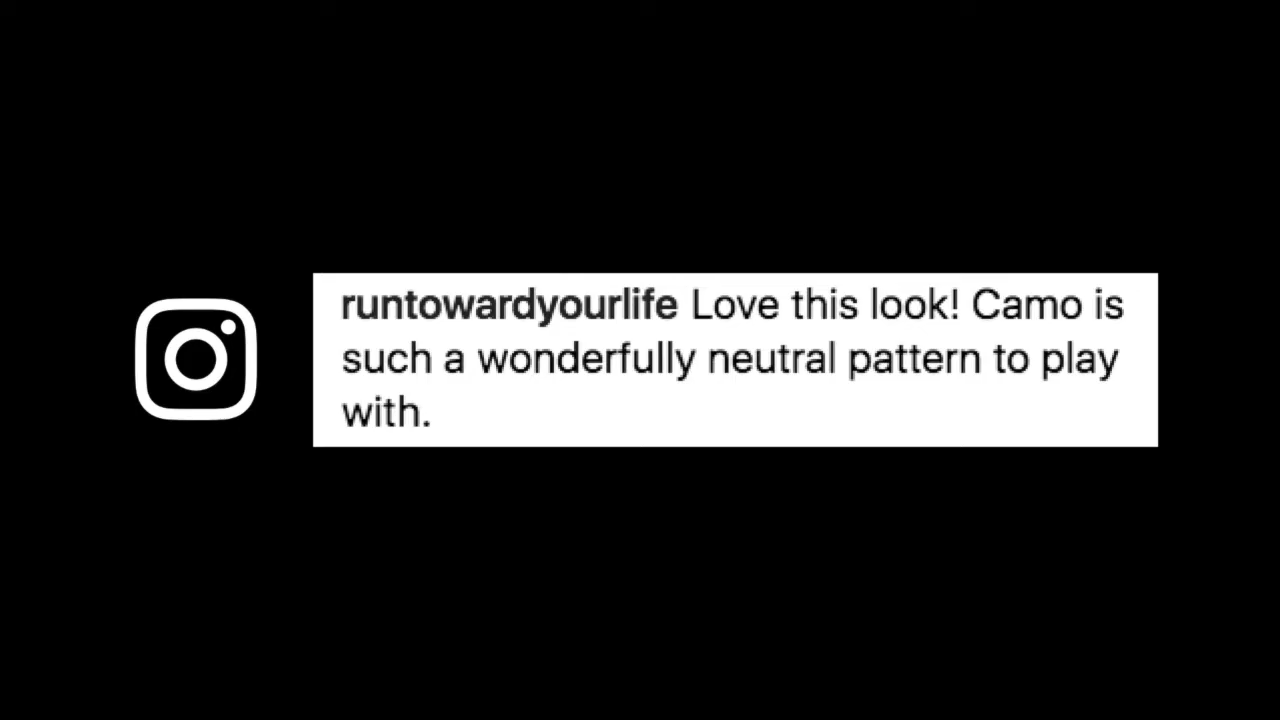 runtowardyourlife Love this look! Camo is
such a wonderfully neutral pattern to play
with.